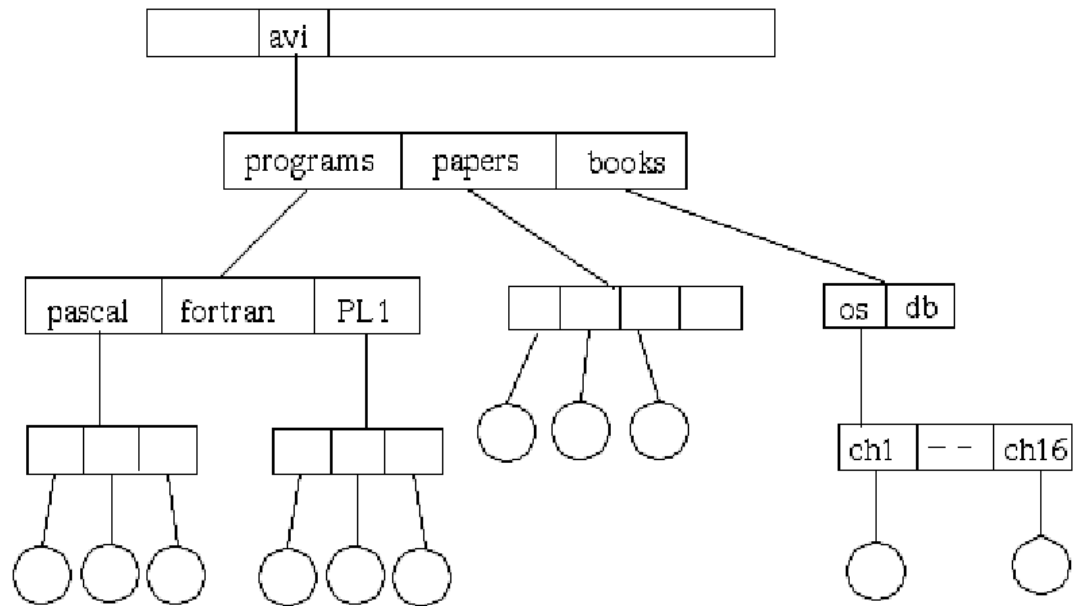 avi
programs papers books
pascal fortran PL1
os db
ch1 -- ch16